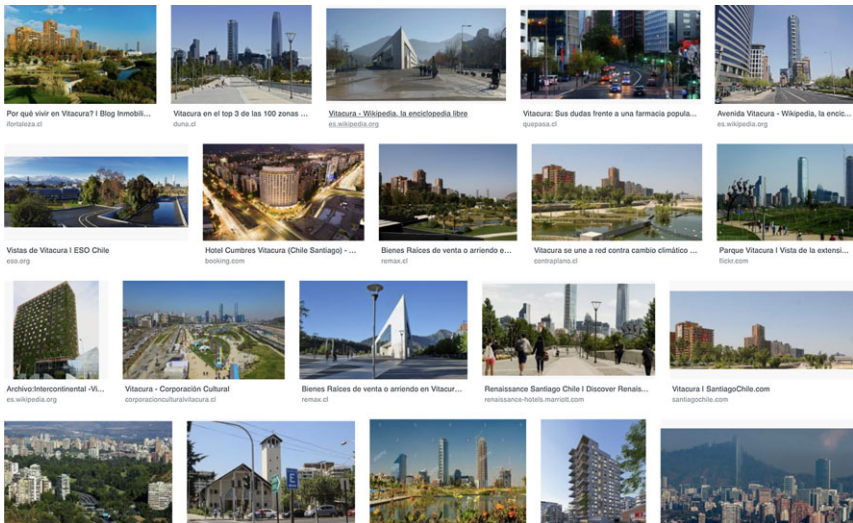 Por qué vivir en Vitacura? I Blog Inmobili...
ifortaleza.cl
Vitacura en el top 3 de las 100 zonas ...
duna.cl
Vitacura - Wikipedia, la enciclopedia libre
es.wikipedia.org
Vitacura: Sus dudas frente a una farmacia popula...
quepasa.cl
Avenida Vitacura - Wikipedia, la encic...
es.wikipedia.org
Vistas de Vitacura I ESO Chile
eso.org
Hotel Cumbres Vitacura (Chile Santiago) - ...
booking.com
Bienes Raíces de venta o arriendo e...
remax.cl
Vitacura se une a red contra cambio climático ...
contraplano.cl
Parque Vitacura I Vista de la extensi...
flickr.com
Archivo:Intercontinental -Vi...
es.wikipedia.org
Vitacura - Corporación Cultural
corporacionculturalvitacura.cl
Bienes Raíces de venta o arriendo en Vitacur...
remax.cl
Renaissance Santiago Chile I Discover Renais...
renaissance-hotels.marriott.com
Vitacura I SantiagoChile.com
santiagochile.com
E